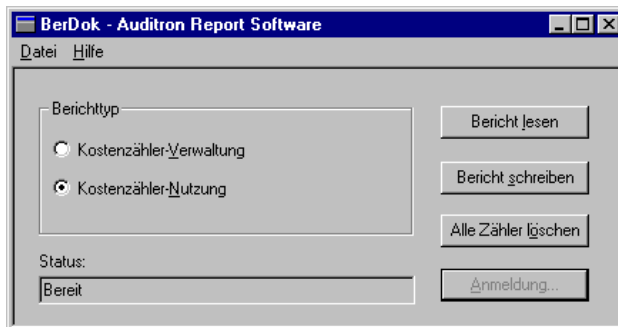 BerDok - Auditron Report Software
Datei Hilfe
Berichttyp
Kostenzähler-Verwaltung
Kostenzähler-Nutzung
Bericht lesen
Bericht schreiben
Alle Zähler löschen
Anmeldung...
Status:
Bereit